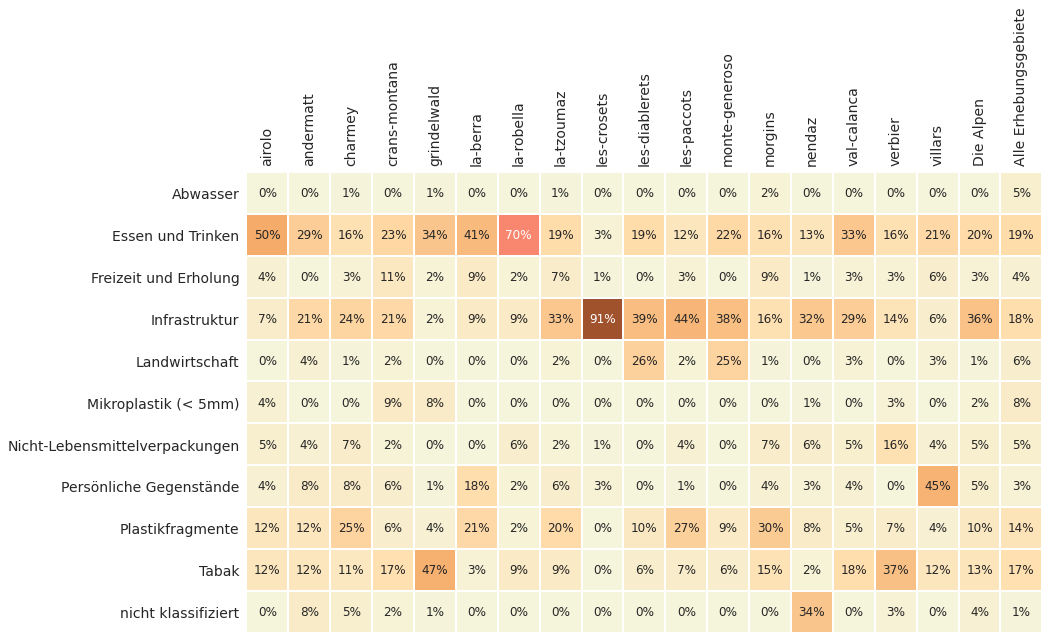 airolo andermatt charmey crans-montana grindelwald la-berra la-robella la-tzoumaz les-crosets les-diablerets les-paccots monte-generoso morgins nendaz val-calanca verbier villars Die Alpen Alle Erhebungsgebiete
Abwasser 0% 0% 1% 0% 1% 0% 0% 1% 0% 0% 0% 0% 2% 0% 0% 0% 0% 0% 5%
Essen und Trinken 50% 29% 16% 23% 34% 41% 70% 19% 3% 19% 12% 22% 16% 13% 33% 16% 21% 20% 19%
Freizeit und Erholung 4% 0% 3% 11% 2% 9% 2% 7% 1% 0% 3% 0% 9% 1% 3% 3% 6% 3% 4%
Infrastruktur 7% 21% 24% 21% 2% 9% 9% 33% 91% 39% 44% 38% 16% 32% 29% 14% 6% 36% 18%
Landwirtschaft 0% 4% 1% 2% 0% 0% 0% 2% 0% 26% 2% 25% 1% 0% 3% 0% 3% 1% 6%
Mikroplastik (< 5mm) 4% 0% 0% 9% 8% 0% 0% 0% 0% 0% 0% 0% 0% 1% 0% 3% 0% 2% 8%
Nicht-Lebensmittelverpackungen 5% 4% 7% 2% 0% 0% 6% 2% 1% 0% 4% 0% 7% 6% 5% 16% 4% 5% 5%
Persönliche Gegenstände 4% 8% 8% 6% 1% 18% 2% 6% 3% 0% 1% 0% 4% 3% 4% 0% 45% 5% 3%
Plastikfragmente 12% 12% 25% 6% 4% 21% 2% 20% 0% 10% 27% 9% 30% 8% 5% 7% 4% 10% 14%
Tabak 12% 12% 11% 17% 47% 3% 9% 9% 0% 6% 7% 6% 15% 2% 18% 37% 12% 13% 17%
nicht klassifiziert 0% 8% 5% 2% 1% 0% 0% 0% 0% 0% 0% 0% 0% 34% 0% 3% 0% 4% 1%